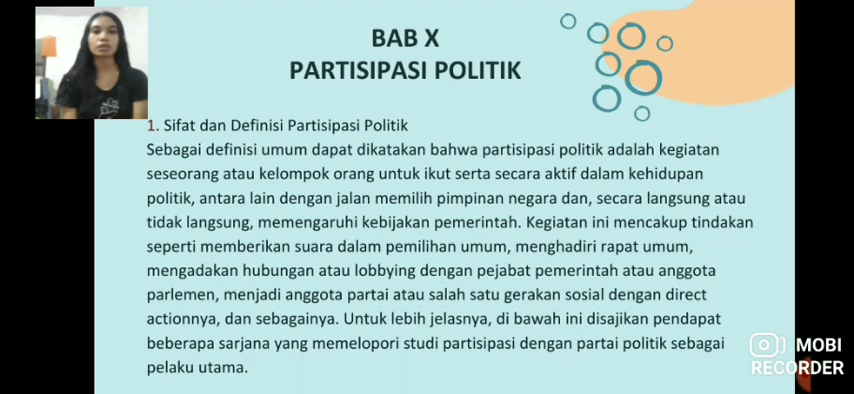 BAB X
PARTISIPASI POLITIK
1. Sifat dan Definisi Partisipasi Politik
Sebagai definisi umum dapat dikatakan bahwa partisipasi politik adalah kegiatan
seseorang atau kelompok orang untuk ikut serta secara aktif dalam kehidupan
politik, antara lain dengan jalan memilih pimpinan negara dan, secara langsung atau
tidak langsung, memengaruhi kebijakan pemerintah. Kegiatan ini mencakup tindakan
seperti memberikan suara dalam pemilihan umum, menghadiri rapat umum,
mengadakan hubungan atau lobbying dengan pejabat pemerintah atau anggota
parlemen, menjadi anggota partai atau salah satu gerakan sosial dengan direct
actionnya, dan sebagainya. Untuk lebih jelasnya, di bawah ini disajikan pendapat
beberapa sarjana yang memelopori studi partisipasi dengan partai politik sebagai
pelaku utama.
MOBI
RECORDER